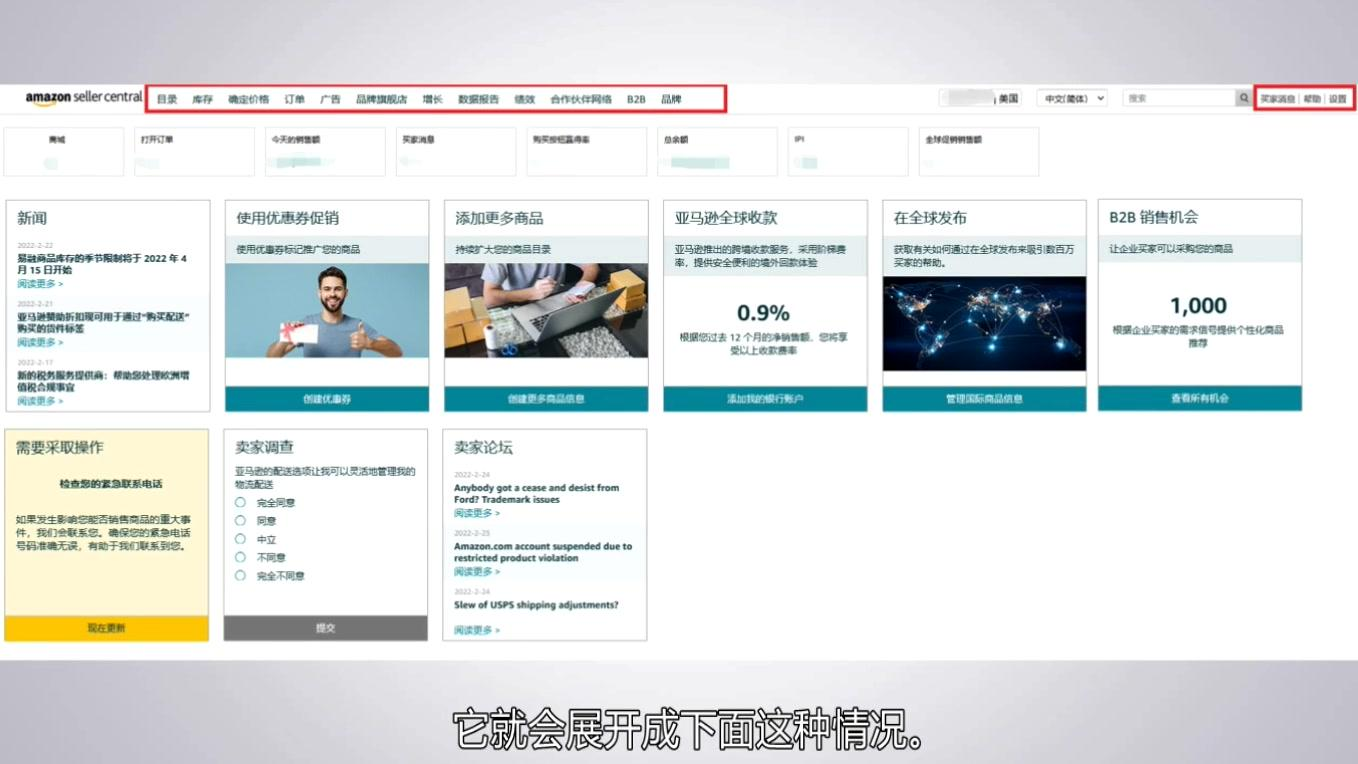 amazon seller central 目录 库存 确定价格 订单 广告 品牌旗舰店 增长 数据报告 绩效 合作伙伴网络 B2B 品牌
美国 中文(简体) 搜索 买家消息 | 帮助 | 设置
商城 打开订单 今天的销售额 买家消息 购买按钮赢得率 总余额 IPI 全球促销销售额
新闻
2022-2-22
易融商品库存的季节限制将于 2022 年 4
月 15 日开始
阅读更多 >
2022-2-21
亚马逊赞助折扣现可用于通过“购买配送”
购买的货件标签
阅读更多 >
2022-2-17
新的税务服务提供商：帮助您处理欧洲增
值税合规事宜
阅读更多 >
使用优惠券促销
使用优惠券标记推广您的商品
创建优惠券
添加更多商品
持续扩大您的商品目录
创建更多商品信息
亚马逊全球收款
亚马逊推出的跨境收款服务，采用阶梯费
率，提供安全便利的境外回款体验
0.9%
根据您过去 12 个月的净销售额，您将享
受以上收款费率
添加我的银行账户
在全球发布
获取有关如何通过在全球发布来吸引数百万
买家的帮助。
管理国际商品信息
B2B 销售机会
让企业买家可以采购您的商品
1,000
根据企业买家的需求信号提供个性化商品
推荐
查看所有机会
需要采取操作
检查您的紧急联系电话
如果发生影响您能否销售商品的重大事
件，我们会联系您。确保您的紧急电话
号码准确无误，有助于我们联系到您。
现在更新
卖家调查
亚马逊的配送选项让我可以灵活地管理我的
物流配送
完全同意
同意
中立
不同意
完全不同意
提交
卖家论坛
2022-2-24
Anybody got a cease and desist from
Ford? Trademark issues
阅读更多 >
2022-2-25
Amazon.com account suspended due to
restricted product violation
阅读更多 >
2022-2-24
Slew of USPS shipping adjustments?
阅读更多 >
它就会展开成下面这种情况。